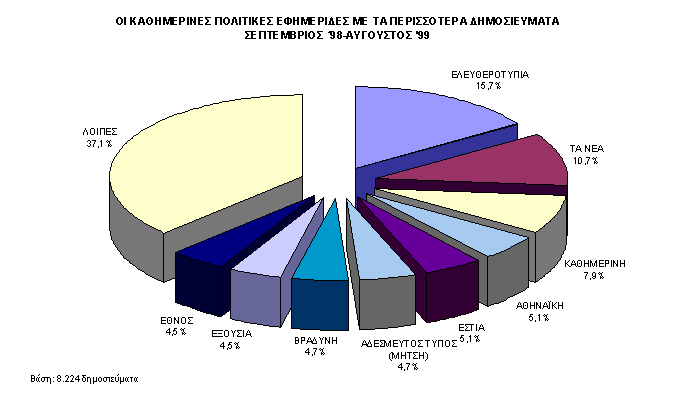 ΟΙ ΚΑΘΗΜΕΡΙΝΕΣ ΠΟΛΙΤΙΚΕΣ ΕΦΗΜΕΡΙΔΕΣ ΜΕ ΤΑ ΠΕΡΙΣΣΟΤΕΡΑ ΔΗΜΟΣΙΕΥΜΑΤΑ
ΣΕΠΤΕΜΒΡΙΟΣ '98-ΑΥΓΟΥΣΤΟΣ '99
ΕΛΕΥΘΕΡΟΤΥΠΙΑ
15,7%
ΤΑ ΝΕΑ
10,7%
ΚΑΘΗΜΕΡΙΝΗ
7,9%
ΑΘΗΝΑΪΚΗ
5,1%
ΕΣΤΙΑ
5,1%
ΑΔΕΣΜΕΥΤΟΣ ΤΥΠΟΣ
(ΜΗΤΣΗ)
4,7%
ΒΡΑΔΥΝΗ
4,7%
ΕΞΟΥΣΙΑ
4,5%
ΕΘΝΟΣ
4,5%
ΛΟΙΠΕΣ
37,1%
Βάση: 8.224 δημοσιεύματα